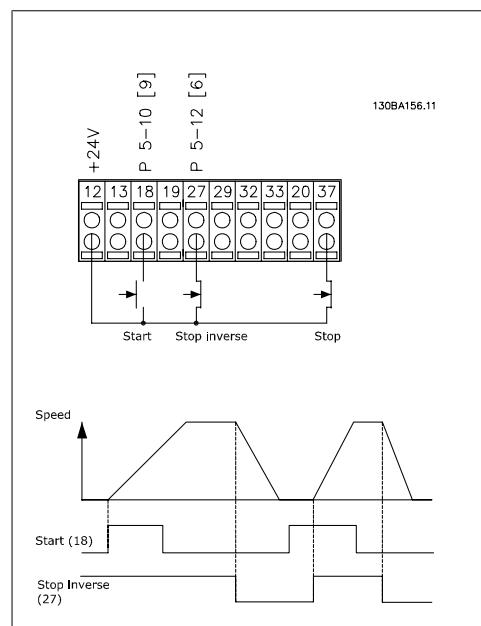 130BA156.11
+24V
P 5-10 [9]
P 5-12 [6]
12 13 18 19 27 29 32 33 20 37
Start Stop inverse Stop
Speed
Start (18)
Stop Inverse
(27)